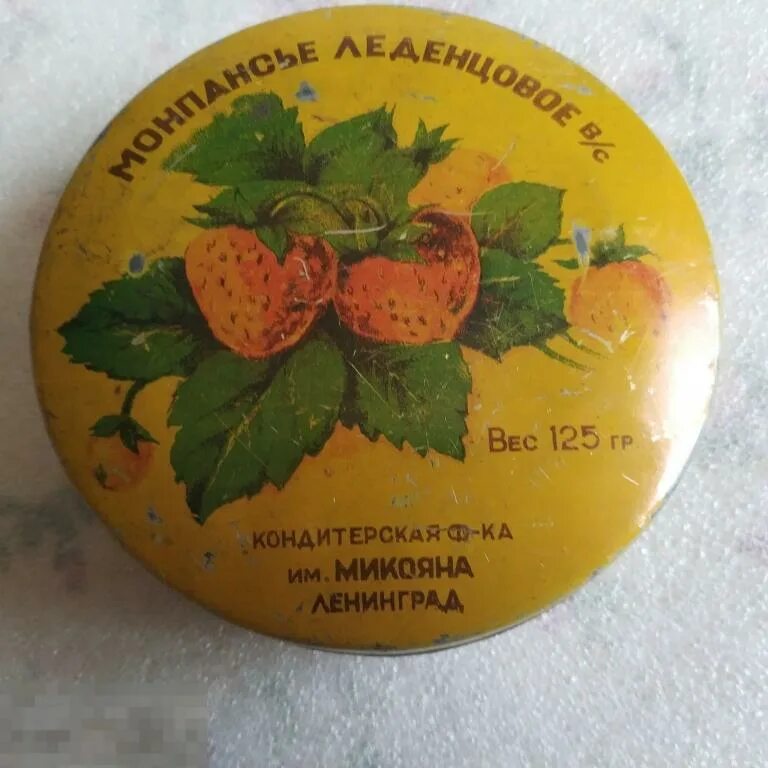 МОНПАНСЬЕ ЛЕДЕНЦОВОЕ В/С
ВЕС 125 ГР
КОНДИТЕРСКАЯ Ф-КА
ИМ. МИКОЯНА
ЛЕНИНГРАД